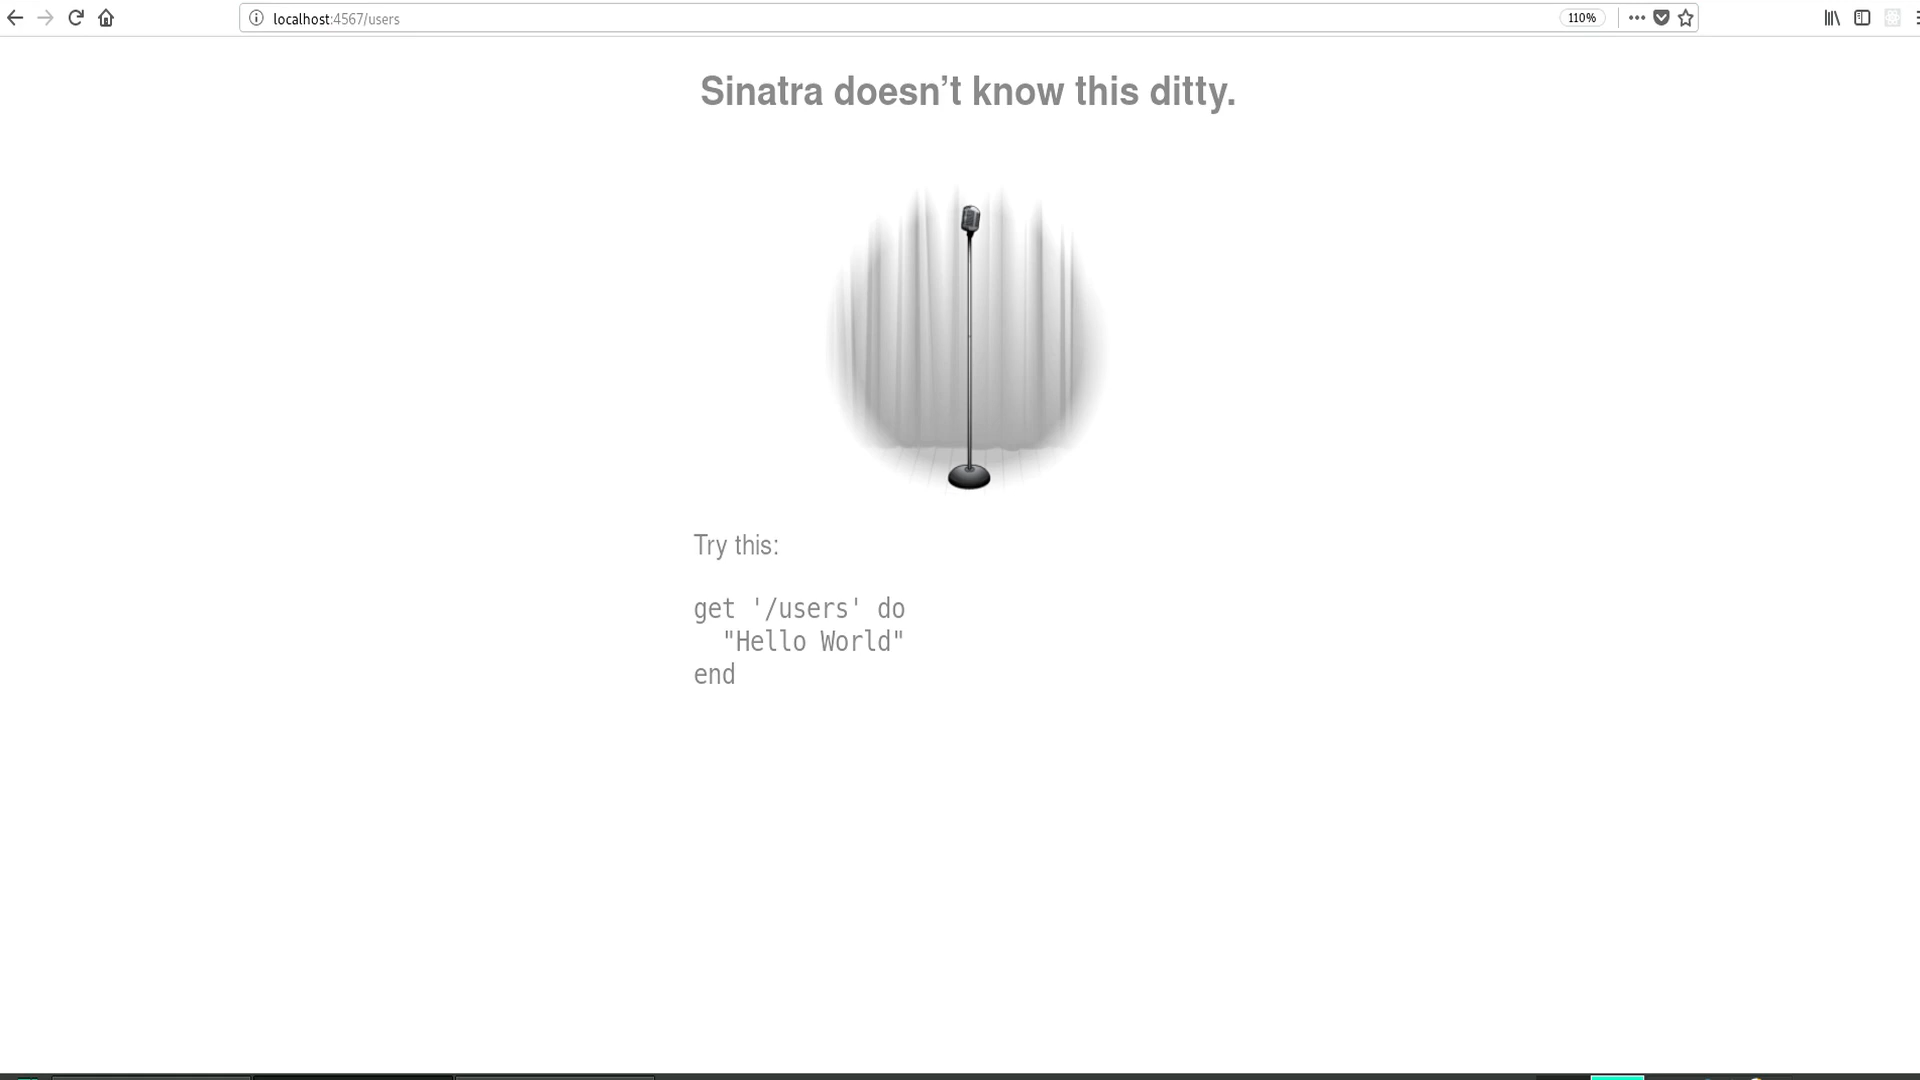 localhost:4567/users
110%
Sinatra doesn’t know this ditty.
Try this:
get '/users' do
  "Hello World"
end